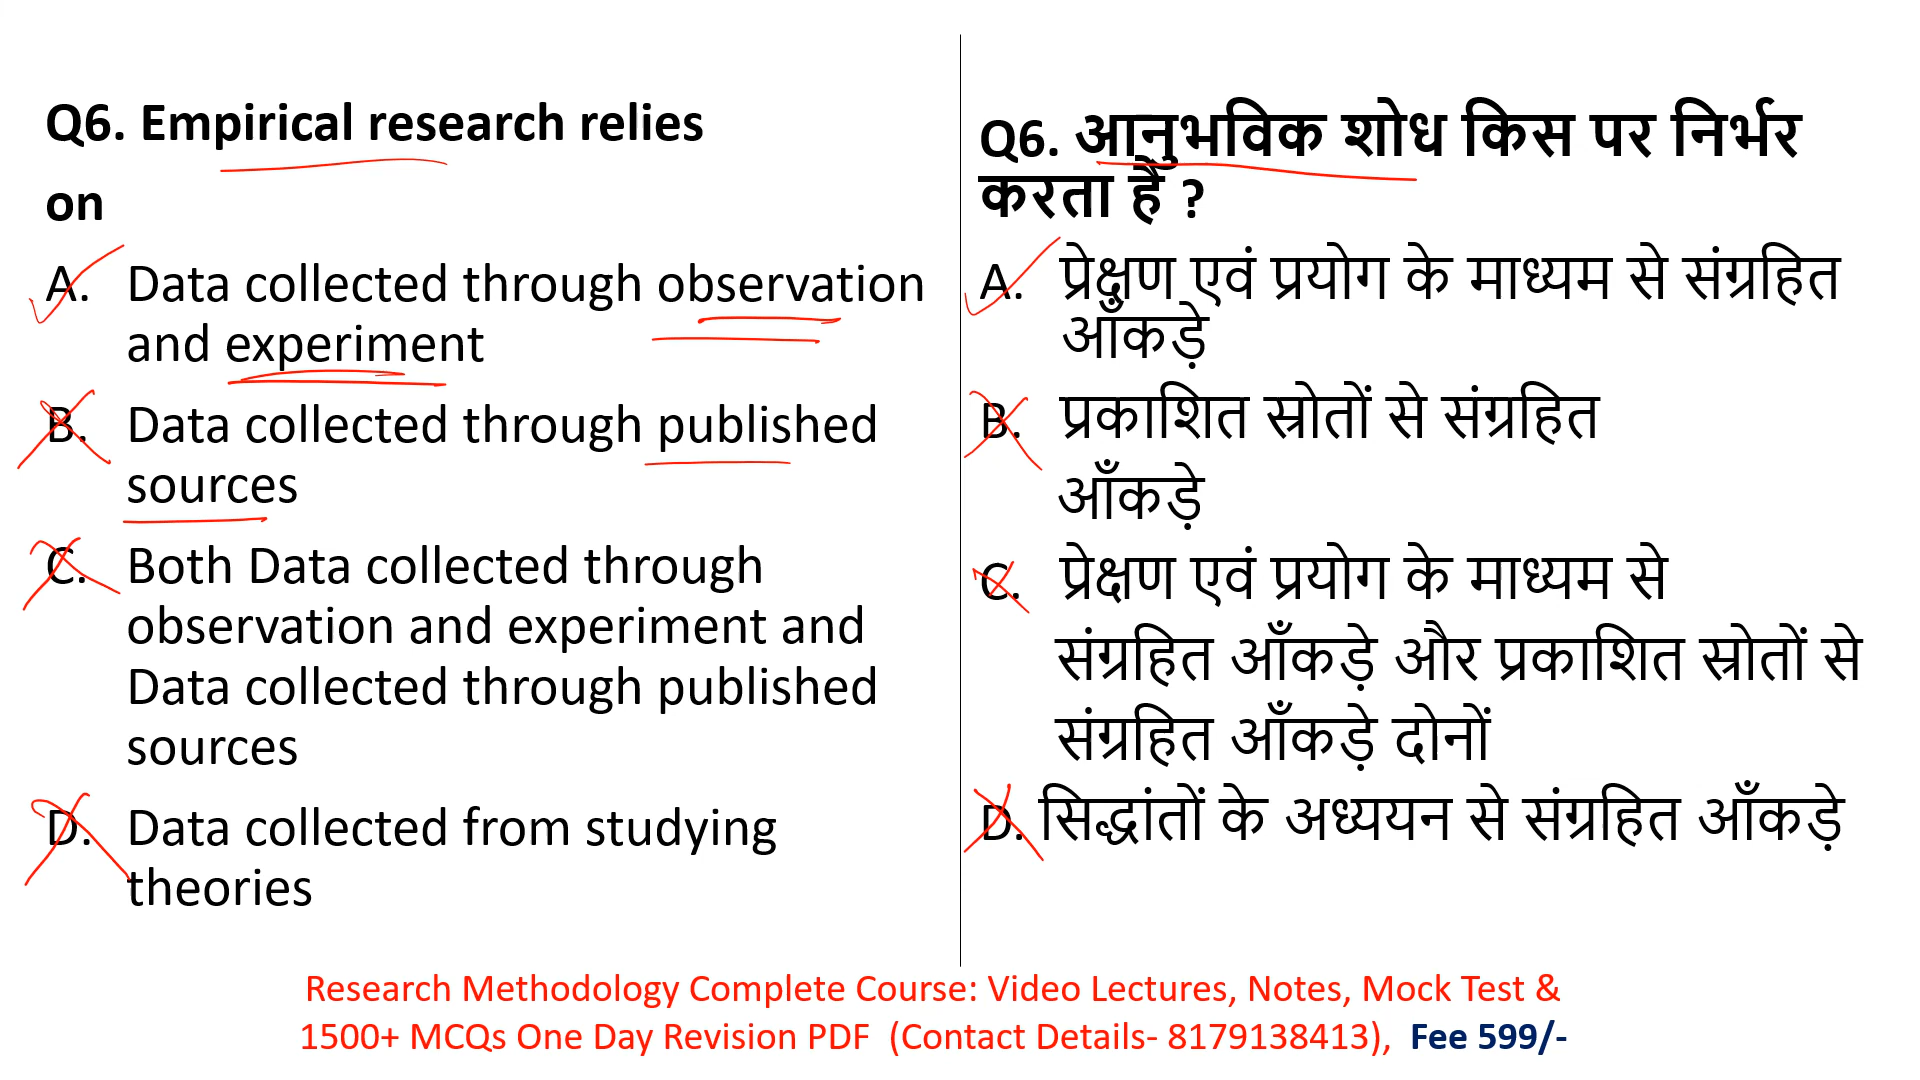 Q6. Empirical research relies
on
A. Data collected through observation
and experiment
B. Data collected through published
sources
C. Both Data collected through
observation and experiment and
Data collected through published
sources
D. Data collected from studying
theories
Q6. आनुभविक शोध किस पर निर्भर
करता है ?
A. प्रेक्षण एवं प्रयोग के माध्यम से संग्रहित
आँकड़े
B. प्रकाशित स्रोतों से संग्रहित
आँकड़े
C. प्रेक्षण एवं प्रयोग के माध्यम से
संग्रहित आँकड़े और प्रकाशित स्रोतों से
संग्रहित आँकड़े दोनों
D. सिद्धांतों के अध्ययन से संग्रहित आँकड़े
Research Methodology Complete Course: Video Lectures, Notes, Mock Test &
1500+ MCQs One Day Revision PDF (Contact Details- 8179138413), Fee 599/-